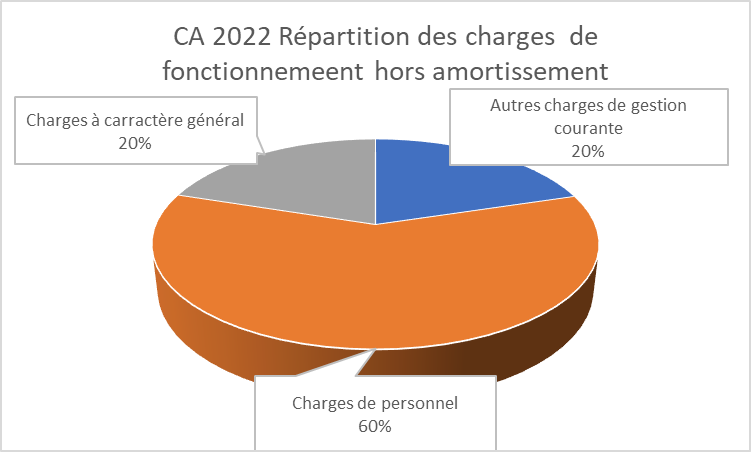 CA 2022 Répartition des charges de
fonctionnemeent hors amortissement
Charges à carractère général
20%
Autres charges de gestion
courante
20%
Charges de personnel
60%